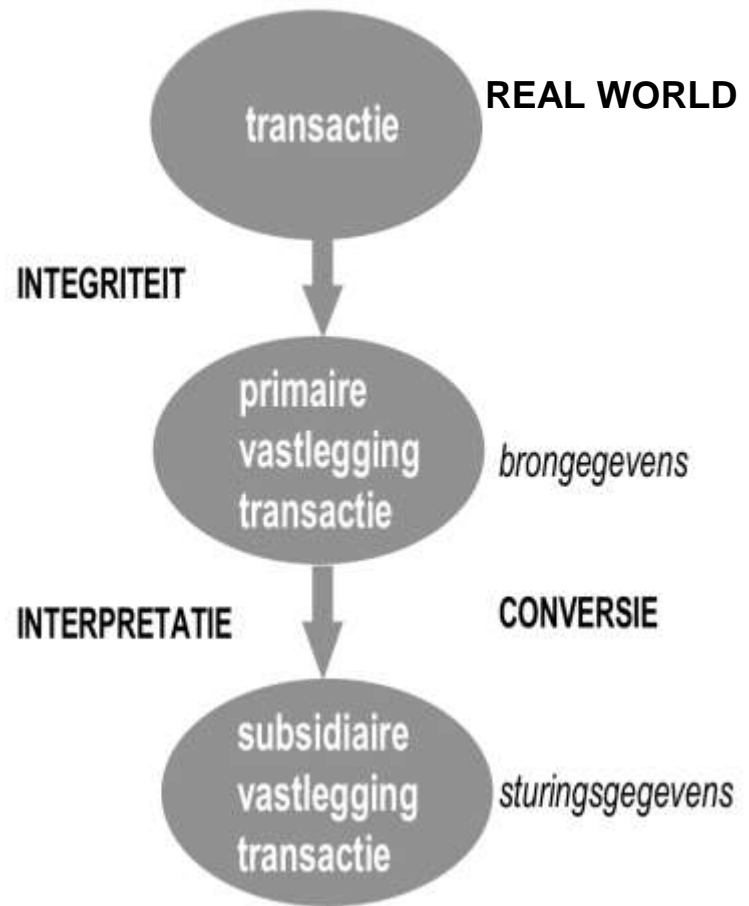 REAL WORLD
transactie
INTEGRITEIT
primaire
vastlegging
transactie
brongegevens
INTERPRETATIE
CONVERSIE
subsidiaire
vastlegging
transactie
sturingsgegevens